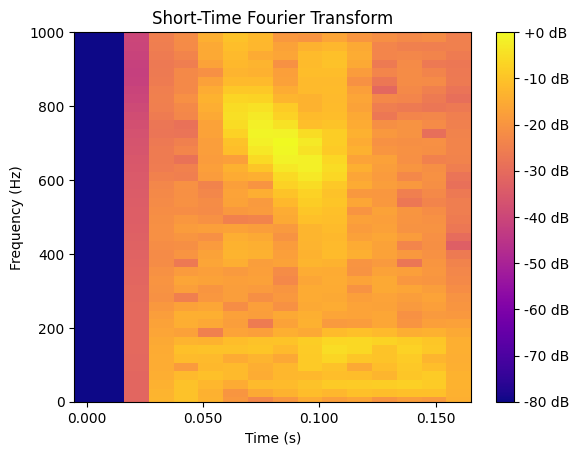 Short-Time Fourier Transform
1000
800
600
400
200
0
Frequency (Hz)
0.000
0.050
0.100
0.150
Time (s)
+0 dB
-10 dB
-20 dB
-30 dB
-40 dB
-50 dB
-60 dB
-70 dB
-80 dB